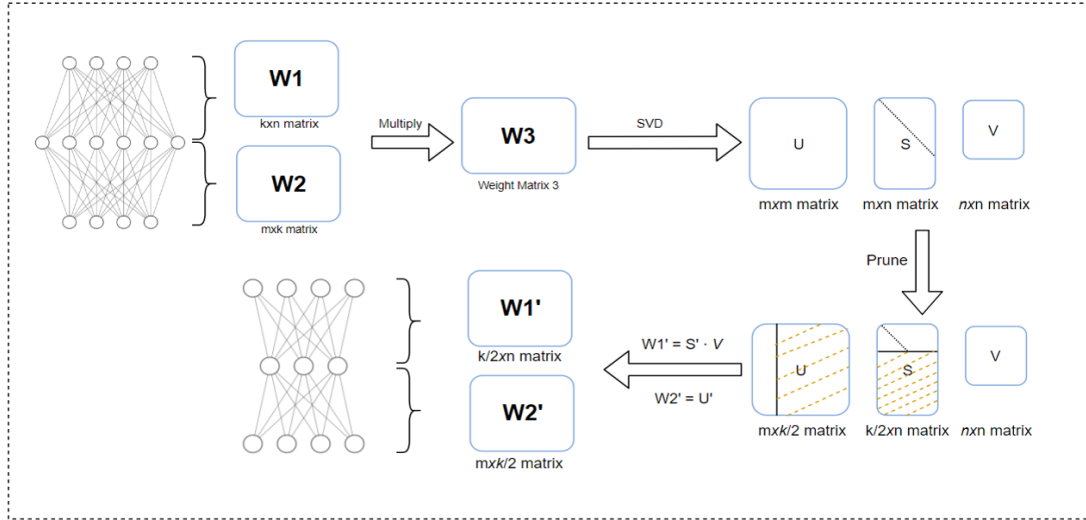 W1
kxn matrix
W2
mxk matrix
Multiply
W3
Weight Matrix 3
SVD
U
S
V
mxm matrix
mxn matrix
nxn matrix
Prune
U
S
V
mxk/2 matrix
k/2xn matrix
nxn matrix
W1' = S' · V
W2' = U'
W1'
k/2xn matrix
W2'
mxk/2 matrix